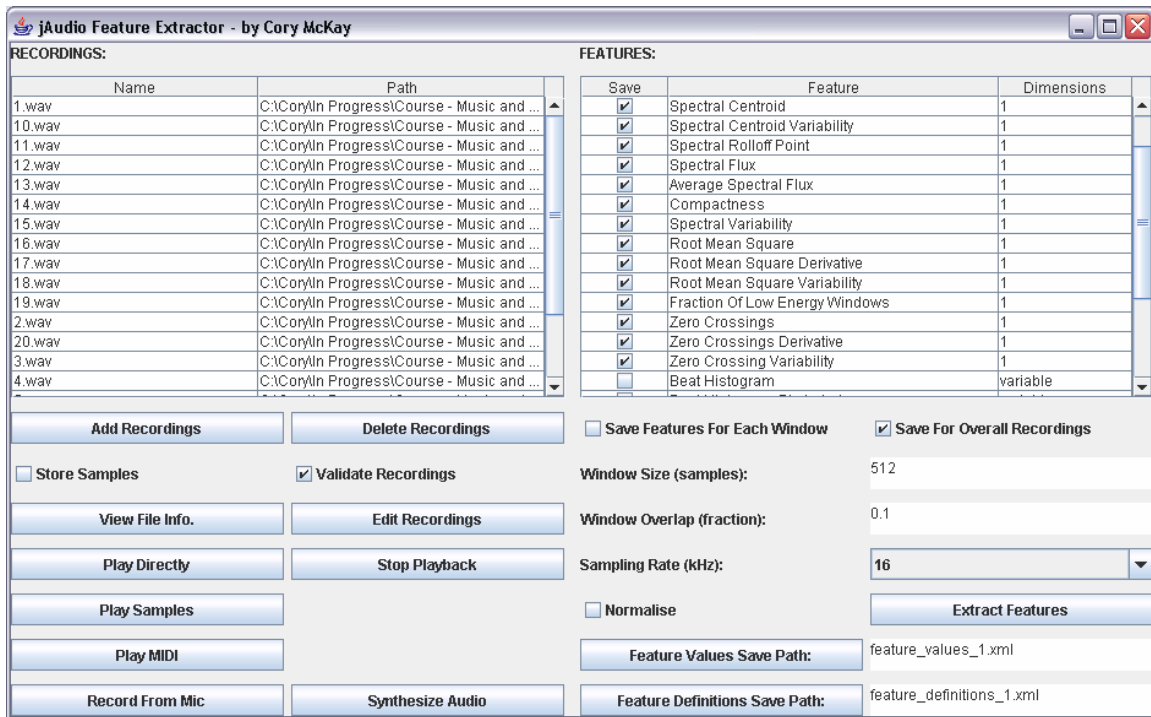 jAudio Feature Extractor - by Cory McKay
RECORDINGS:
Name Path
1.wav C:\Cory\In Progress\Course - Music and ...
10.wav C:\Cory\In Progress\Course - Music and ...
11.wav C:\Cory\In Progress\Course - Music and ...
12.wav C:\Cory\In Progress\Course - Music and ...
13.wav C:\Cory\In Progress\Course - Music and ...
14.wav C:\Cory\In Progress\Course - Music and ...
15.wav C:\Cory\In Progress\Course - Music and ...
16.wav C:\Cory\In Progress\Course - Music and ...
17.wav C:\Cory\In Progress\Course - Music and ...
18.wav C:\Cory\In Progress\Course - Music and ...
19.wav C:\Cory\In Progress\Course - Music and ...
2.wav C:\Cory\In Progress\Course - Music and ...
20.wav C:\Cory\In Progress\Course - Music and ...
3.wav C:\Cory\In Progress\Course - Music and ...
4.wav C:\Cory\In Progress\Course - Music and ...
Add Recordings Delete Recordings
Store Samples Validate Recordings
View File Info. Edit Recordings
Play Directly Stop Playback
Play Samples
Play MIDI
Record From Mic Synthesize Audio
FEATURES:
Save Feature Dimensions
Spectral Centroid 1
Spectral Centroid Variability 1
Spectral Rolloff Point 1
Spectral Flux 1
Average Spectral Flux 1
Compactness 1
Spectral Variability 1
Root Mean Square 1
Root Mean Square Derivative 1
Root Mean Square Variability 1
Fraction Of Low Energy Windows 1
Zero Crossings 1
Zero Crossings Derivative 1
Zero Crossing Variability 1
Beat Histogram variable
Save Features For Each Window Save For Overall Recordings
Window Size (samples): 512
Window Overlap (fraction): 0.1
Sampling Rate (kHz): 16
Normalise Extract Features
Feature Values Save Path: feature_values_1.xml
Feature Definitions Save Path: feature_definitions_1.xml